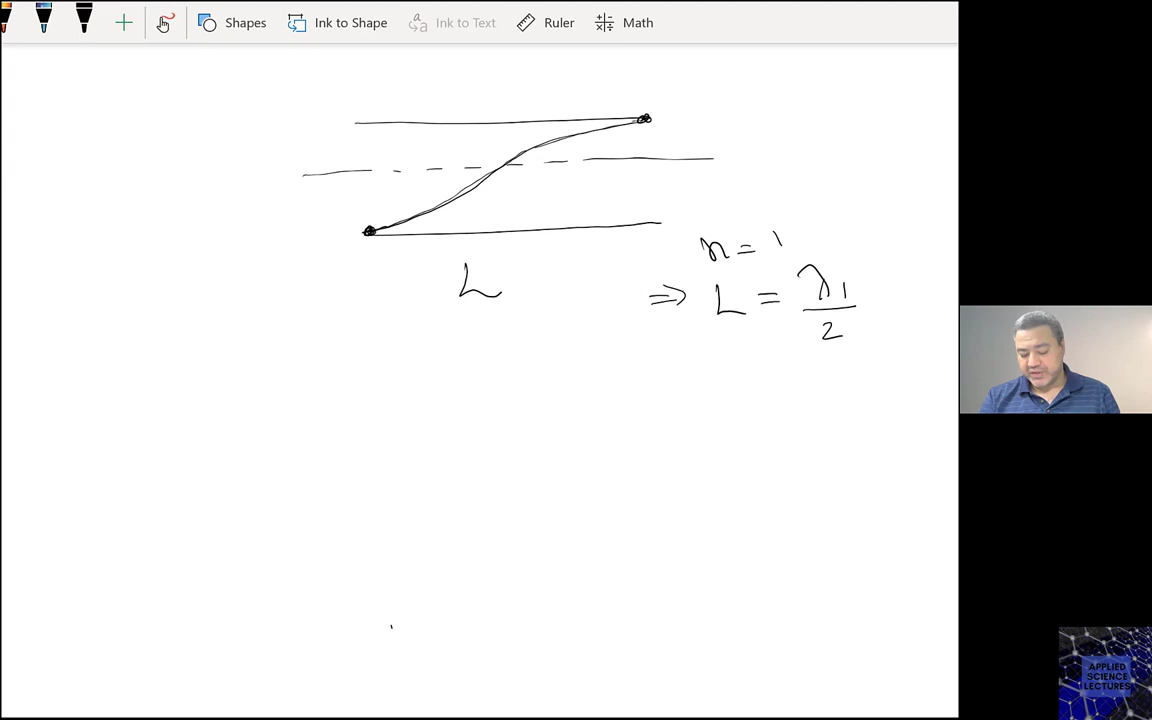 Shapes Ink to Shape Ink to Text Ruler Math
L
n = 1
⇒ L = λ1/2
APPLIED
SCIENCE
LECTURES